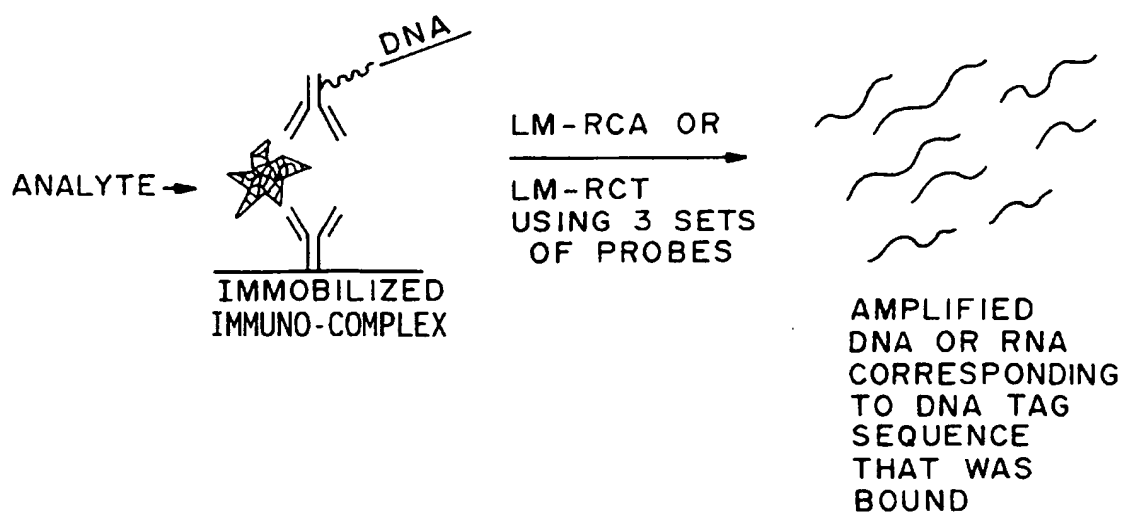 DNA
ANALYTE
IMMOBILIZED
IMMUNO-COMPLEX
LM-RCA OR
LM-RCT
USING 3 SETS
OF PROBES
AMPLIFIED
DNA OR RNA
CORRESPONDING
TO DNA TAG
SEQUENCE
THAT WAS
BOUND